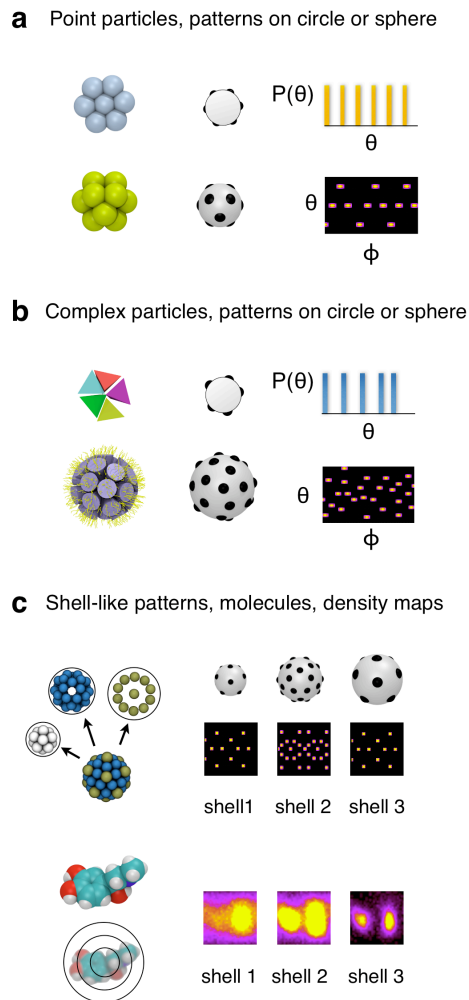 a Point particles, patterns on circle or sphere
P(θ)
θ
θ
ϕ
b Complex particles, patterns on circle or sphere
P(θ)
θ
θ
ϕ
c Shell-like patterns, molecules, density maps
shell1 shell 2 shell 3
shell 1 shell 2 shell 3